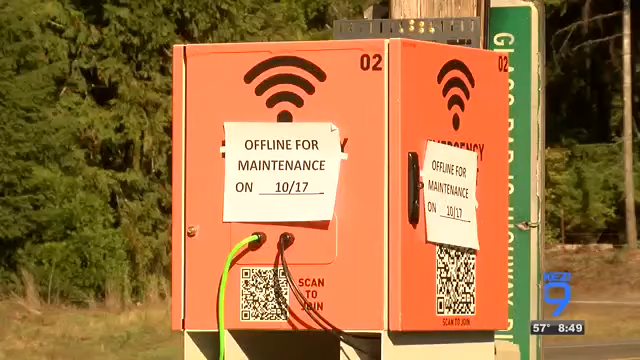 02
OFFLINE FOR
MAINTENANCE
ON 10/17
SCAN
TO
JOIN
02
OFFLINE FOR
MAINTENANCE
ON 10/17
SCAN TO JOIN
KEZI
9
57° 8:49